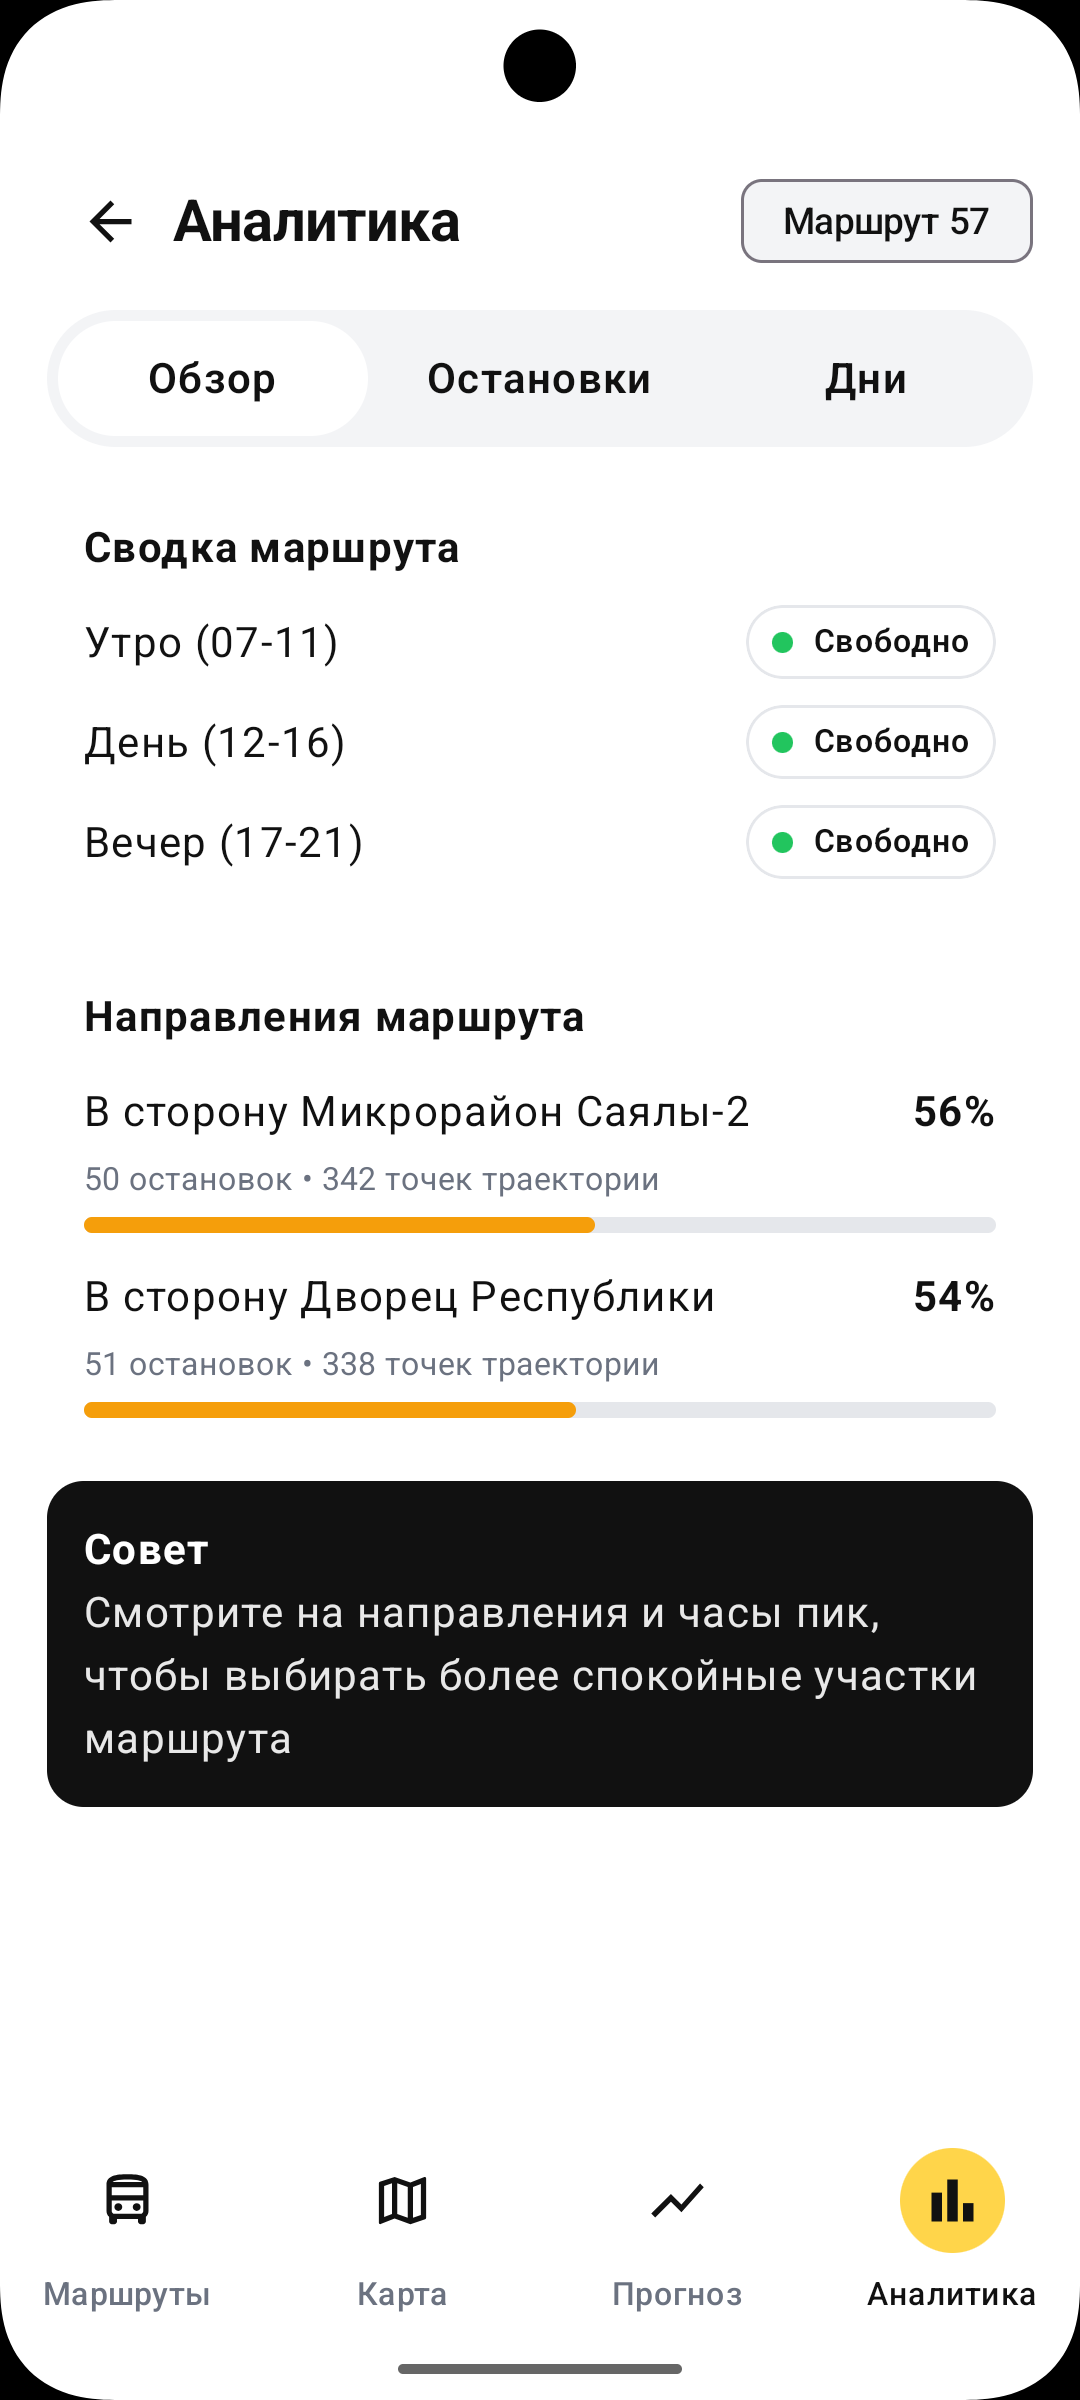 Аналитика
Маршрут 57
Обзор
Остановки
Дни
Сводка маршрута
Утро (07-11)
Свободно
День (12-16)
Свободно
Вечер (17-21)
Свободно
Направления маршрута
В сторону Микрорайон Саялы-2
56%
50 остановок • 342 точек траектории
В сторону Дворец Республики
54%
51 остановок • 338 точек траектории
Совет
Смотрите на направления и часы пик,
чтобы выбирать более спокойные участки
маршрута
Маршруты
Карта
Прогноз
Аналитика